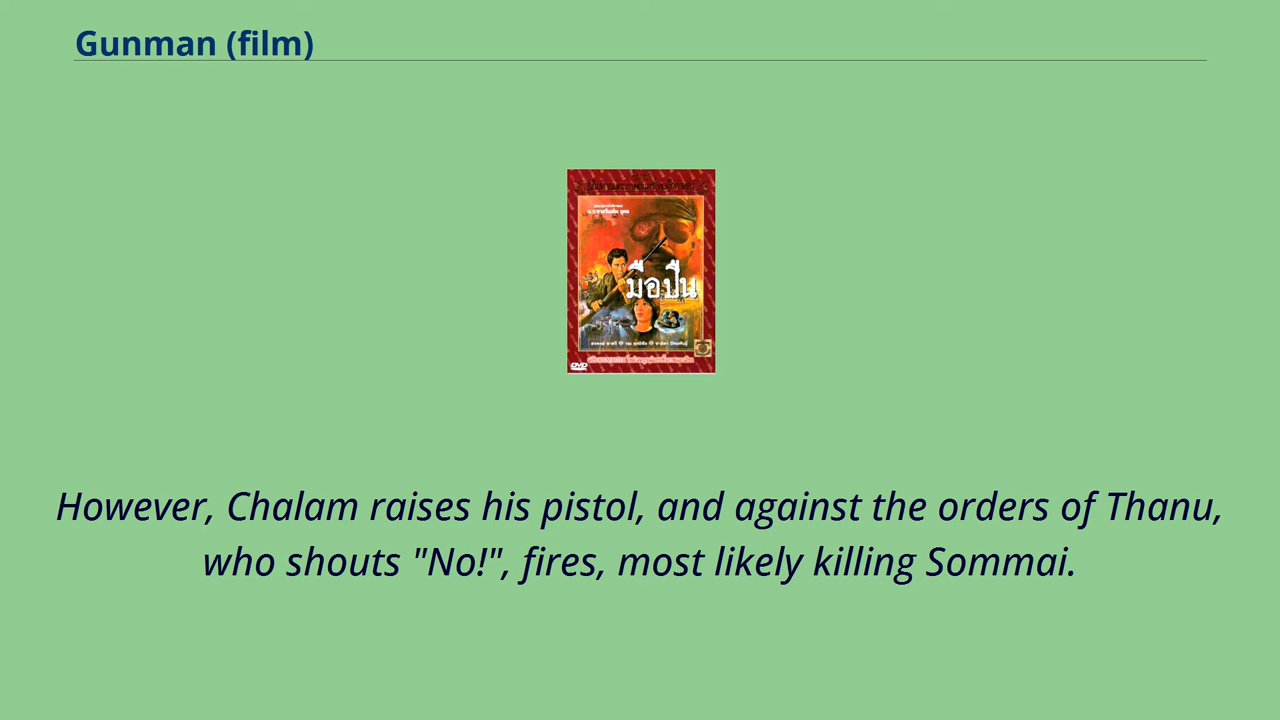 Gunman (film)
มือปืน
DVD
However, Chalam raises his pistol, and against the orders of Thanu,
who shouts "No!", fires, most likely killing Sommai.